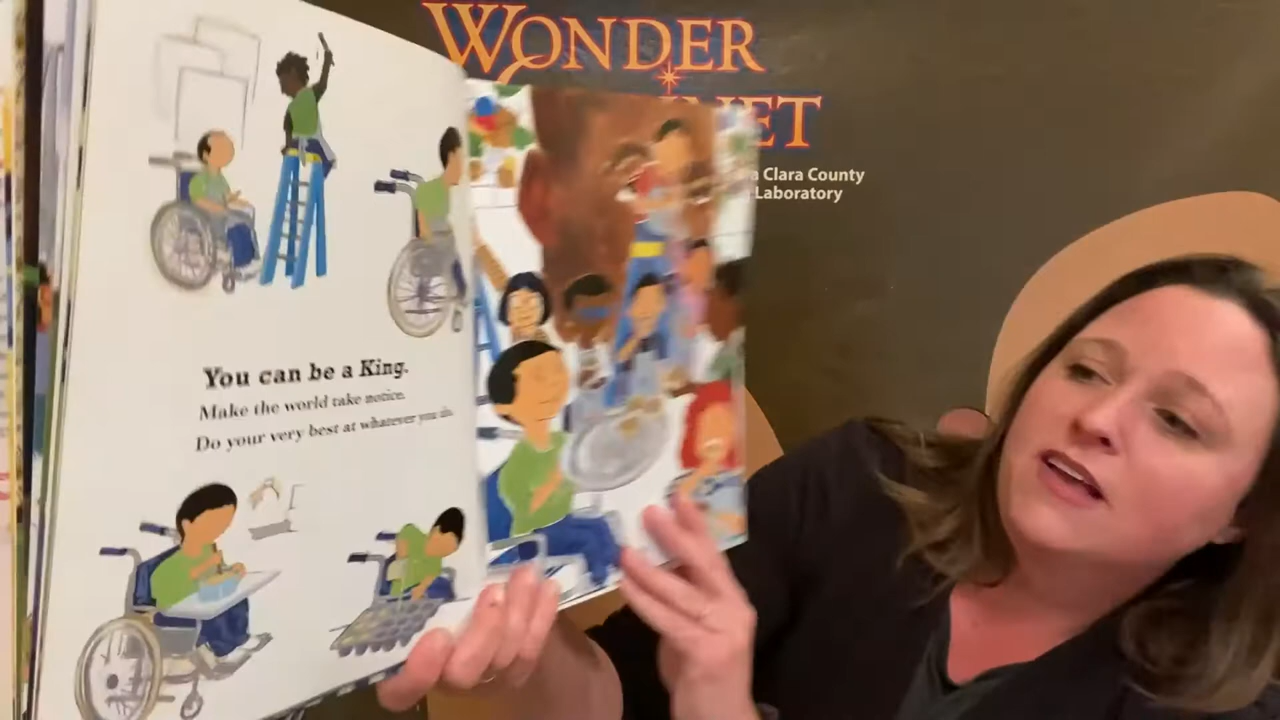 WONDER
NET
a Clara County
Laboratory
You can be a King.
Make the world take notice.
Do your very best at whatever you do.